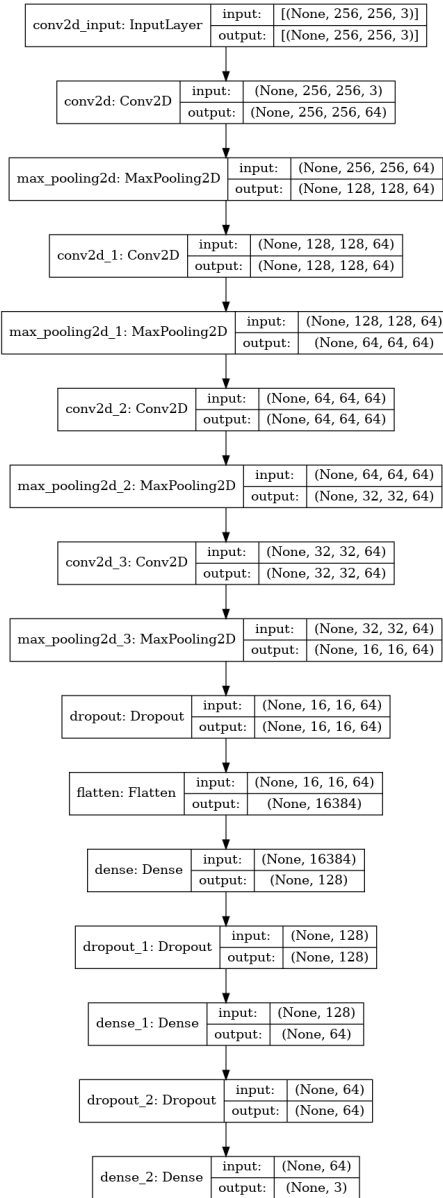 conv2d_input: InputLayer
input: [(None, 256, 256, 3)]
output: [(None, 256, 256, 3)]
conv2d: Conv2D
input: (None, 256, 256, 3)
output: (None, 256, 256, 64)
max_pooling2d: MaxPooling2D
input: (None, 256, 256, 64)
output: (None, 128, 128, 64)
conv2d_1: Conv2D
input: (None, 128, 128, 64)
output: (None, 128, 128, 64)
max_pooling2d_1: MaxPooling2D
input: (None, 128, 128, 64)
output: (None, 64, 64, 64)
conv2d_2: Conv2D
input: (None, 64, 64, 64)
output: (None, 64, 64, 64)
max_pooling2d_2: MaxPooling2D
input: (None, 64, 64, 64)
output: (None, 32, 32, 64)
conv2d_3: Conv2D
input: (None, 32, 32, 64)
output: (None, 32, 32, 64)
max_pooling2d_3: MaxPooling2D
input: (None, 32, 32, 64)
output: (None, 16, 16, 64)
dropout: Dropout
input: (None, 16, 16, 64)
output: (None, 16, 16, 64)
flatten: Flatten
input: (None, 16, 16, 64)
output: (None, 16384)
dense: Dense
input: (None, 16384)
output: (None, 128)
dropout_1: Dropout
input: (None, 128)
output: (None, 128)
dense_1: Dense
input: (None, 128)
output: (None, 64)
dropout_2: Dropout
input: (None, 64)
output: (None, 64)
dense_2: Dense
input: (None, 64)
output: (None, 3)